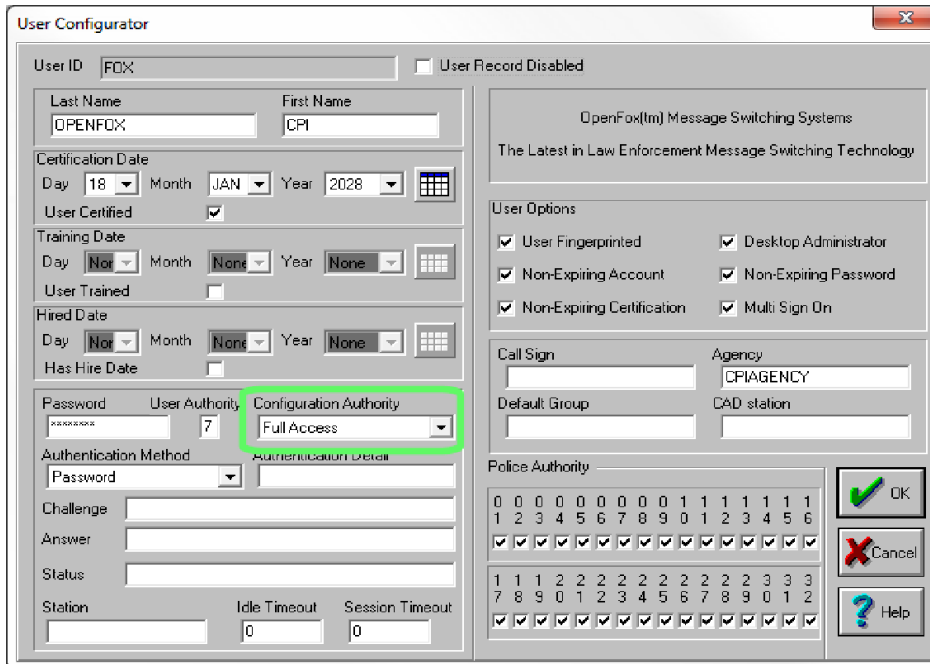 User Configurator
User ID FOX User Record Disabled
Last Name First Name
OPENFOX CPI
Certification Date
Day 18 Month JAN Year 2028
User Certified
Training Date
Day Nor Month None Year None
User Trained
Hired Date
Day Nor Month None Year None
Has Hire Date
Password User Authority Configuration Authority
xxxxxxxx 7 Full Access
Authentication Method Authentication Detail
Password
Challenge
Answer
Status
Station Idle Timeout Session Timeout
0 0
OpenFox(tm) Message Switching Systems
The Latest in Law Enforcement Message Switching Technology
User Options
User Fingerprinted Desktop Administrator
Non-Expiring Account Non-Expiring Password
Non-Expiring Certification Multi Sign On
Call Sign Agency
CPIAGENCY
Default Group CAD station
Police Authority
0 0 0 0 0 0 0 0 0 1 1 1 1 1 1 1
1 2 3 4 5 6 7 8 9 0 1 2 3 4 5 6
1 1 1 2 2 2 2 2 2 2 2 2 2 3 3 3
7 8 9 0 1 2 3 4 5 6 7 8 9 0 1 2
OK
Cancel
Help